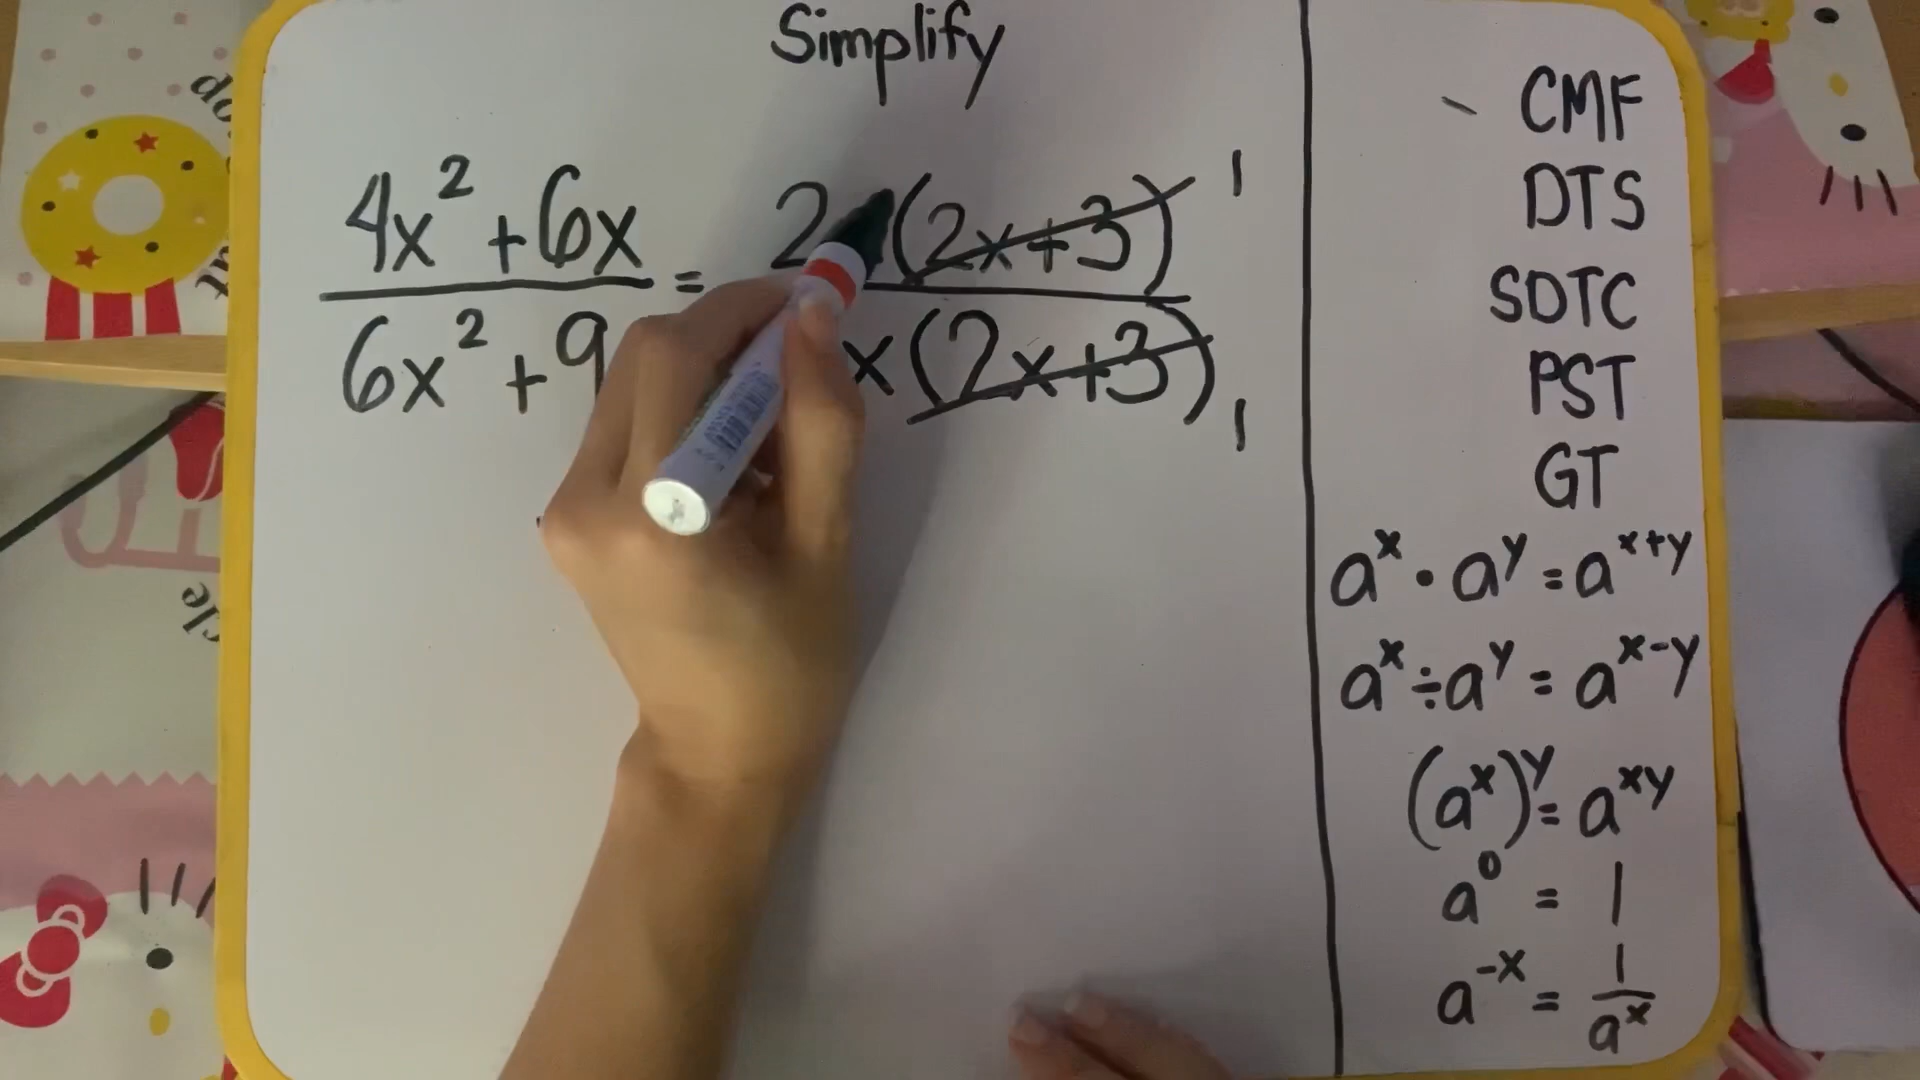 Simplify
4x² + 6x = 2 (2x+3) 1
6x² + 9 x(2x+3) 1
CMF
DTS
SDTC
PST
GT
aˣ · aʸ = aˣ⁺ʸ
aˣ ÷ aʸ = aˣ⁻ʸ
(aˣ)ʸ = aˣʸ
a⁰ = 1
a⁻ˣ = 1/aˣ